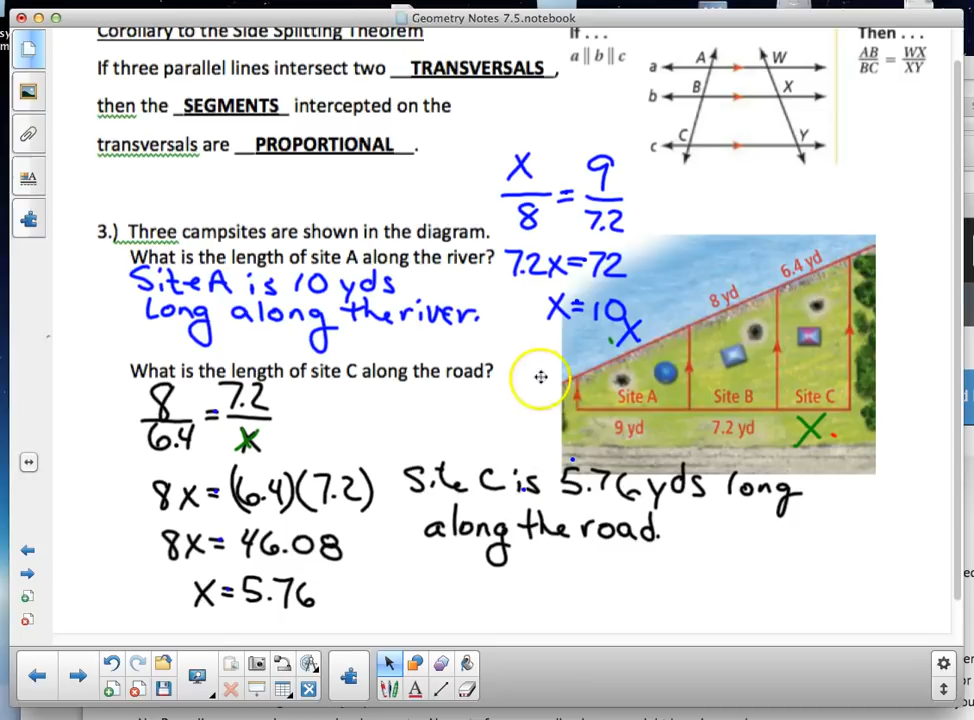 Geometry Notes 7.5.notebook
Corollary to the Side Splitting Theorem
If three parallel lines intersect two __TRANSVERSALS__,
then the _SEGMENTS_ intercepted on the
transversals are __PROPORTIONAL__.
If . . .
a || b || c
a
b
c
A
B
C
W
X
Y
Then . . .
AB/BC = WX/XY
3.) Three campsites are shown in the diagram.
What is the length of site A along the river?
Site A is 10 yds
long along the river.
x/8 = 9/7.2
7.2x = 72
x = 10
What is the length of site C along the road?
8/6.4 = 7.2/x
8x = (6.4)(7.2)
8x = 46.08
x = 5.76
Site C is 5.76 yds long
along the road.
x
8 yd
6.4 yd
Site A
Site B
Site C
9 yd
7.2 yd
X